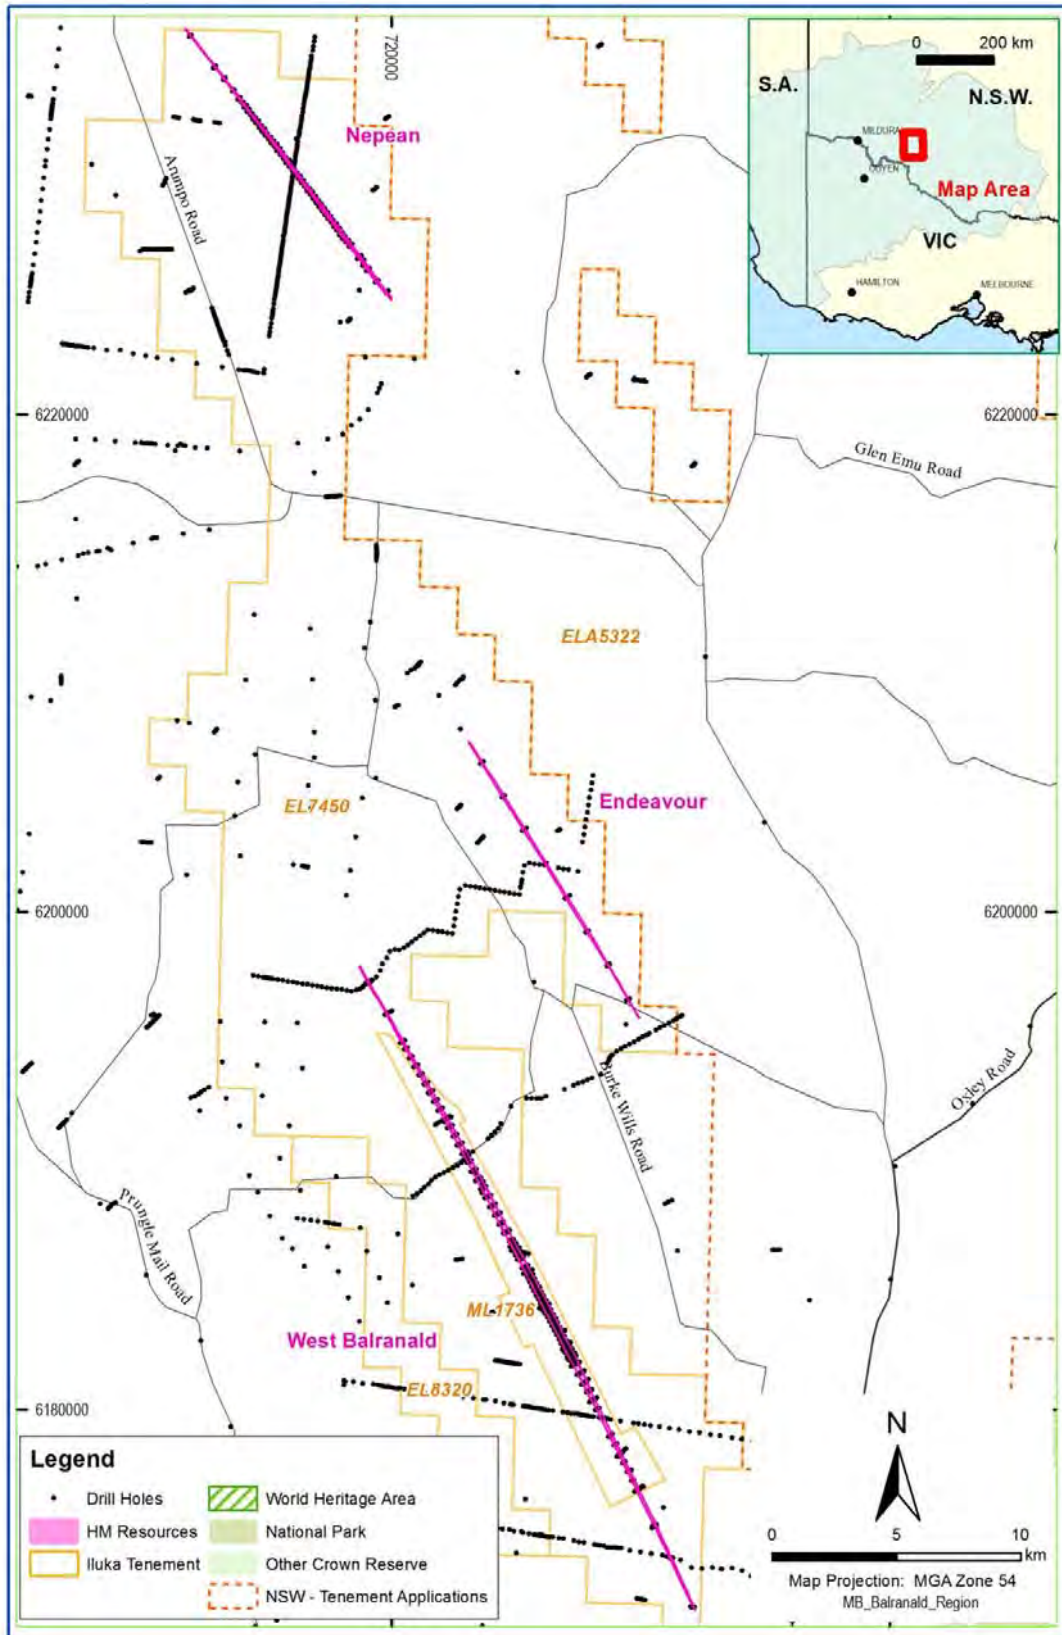 720000
Nepean
Arumpo Road
0 200 km
S.A.
N.S.W.
MILDURA
OUYEN
Map Area
VIC
HAMILTON
MELBOURNE
6220000
6220000
Glen Emu Road
ELA5322
EL7450
Endeavour
6200000
6200000
Burke Wills Road
Oxley Road
Prungle Mail Road
ML1736
West Balranald
EL8320
6180000
N
Legend
Drill Holes
HM Resources
Iluka Tenement
World Heritage Area
National Park
Other Crown Reserve
NSW - Tenement Applications
0 5 10
km
Map Projection: MGA Zone 54
MB_Balranald_Region